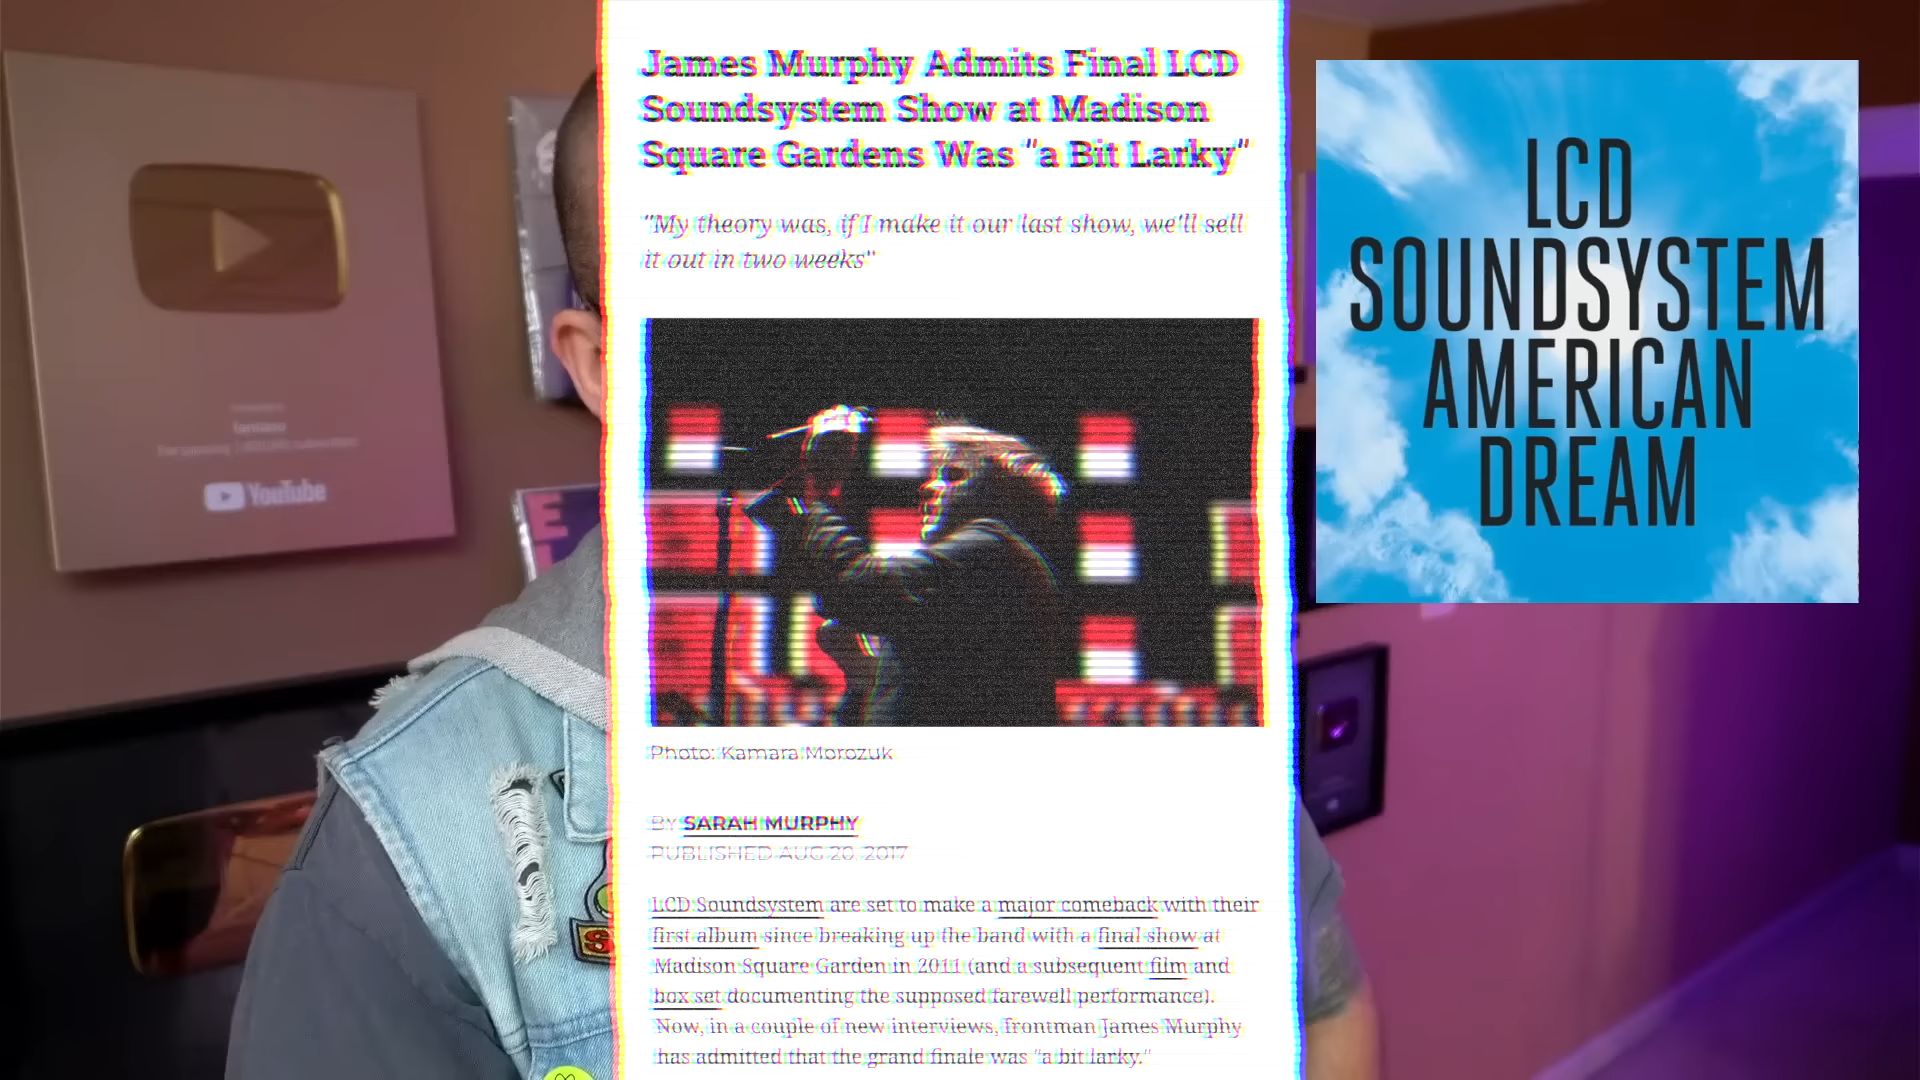 James Murphy Admits Final LCD
Soundsystem Show at Madison
Square Gardens Was "a Bit Larky"
"My theory was, if I make it our last show, we'll sell
it out in two weeks"
Photo: Kamara Morozuk
BY SARAH MURPHY
PUBLISHED AUG 20, 2017
LCD Soundsystem are set to make a major comeback with their
first album since breaking up the band with a final show at
Madison Square Garden in 2011 (and a subsequent film and
box set documenting the supposed farewell performance).
Now, in a couple of new interviews, frontman James Murphy
has admitted that the grand finale was "a bit larky."
LCD
SOUNDSYSTEM
AMERICAN
DREAM
fantano
YouTube